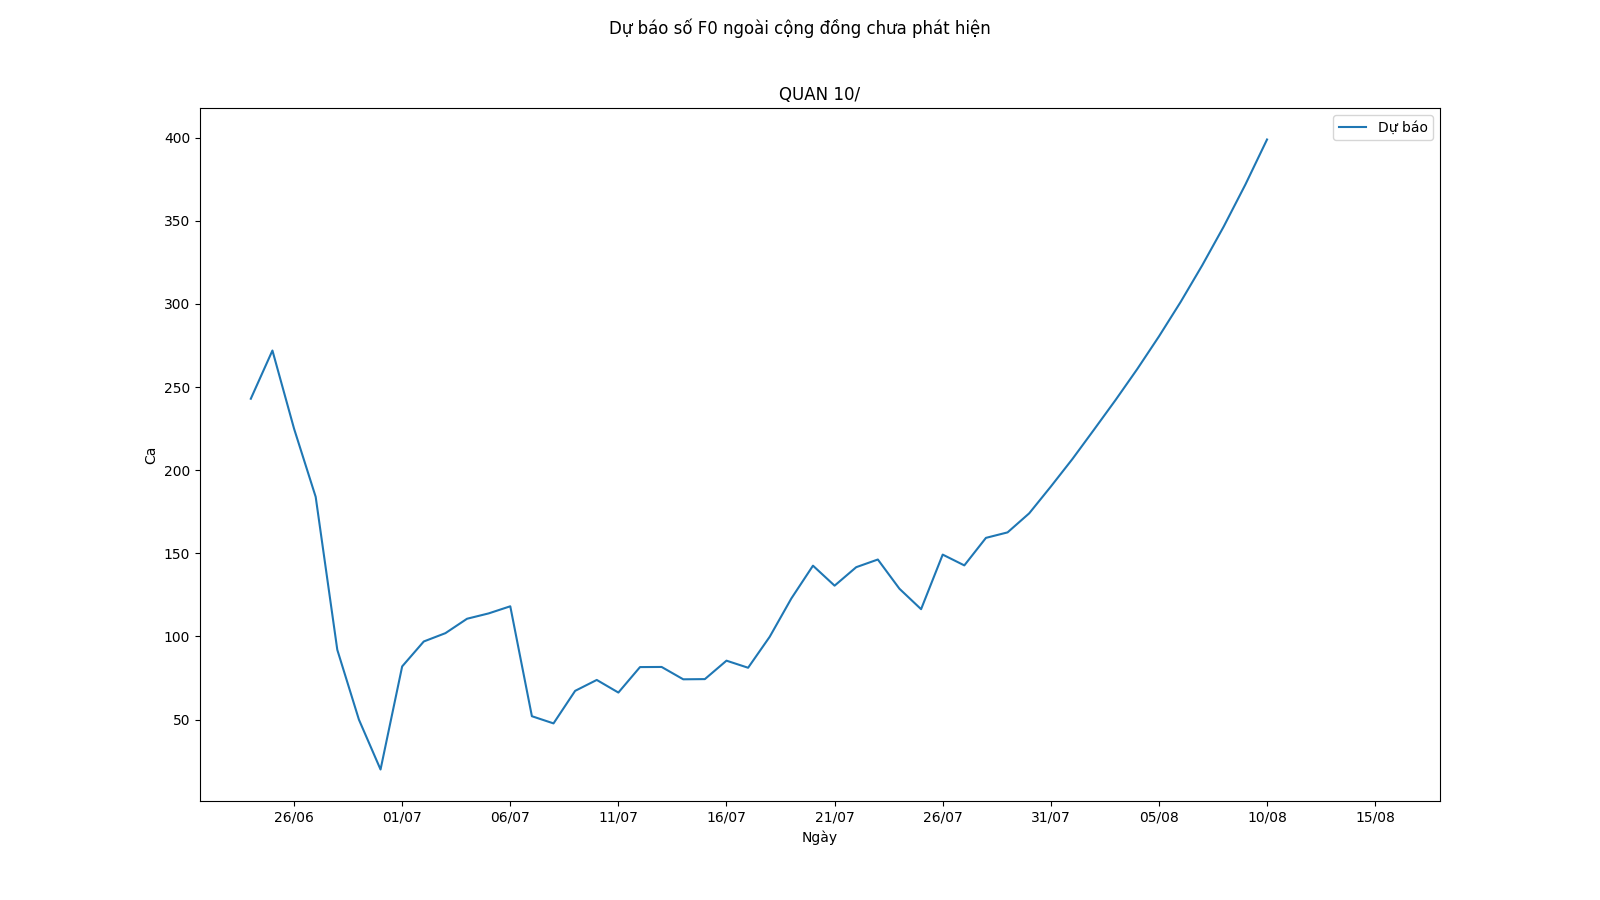 Dự báo số F0 ngoài cộng đồng chưa phát hiện
QUAN 10/
Dự báo
400
350
300
250
200
150
100
50
Ca
26/06 01/07 06/07 11/07 16/07 21/07 26/07 31/07 05/08 10/08 15/08
Ngày